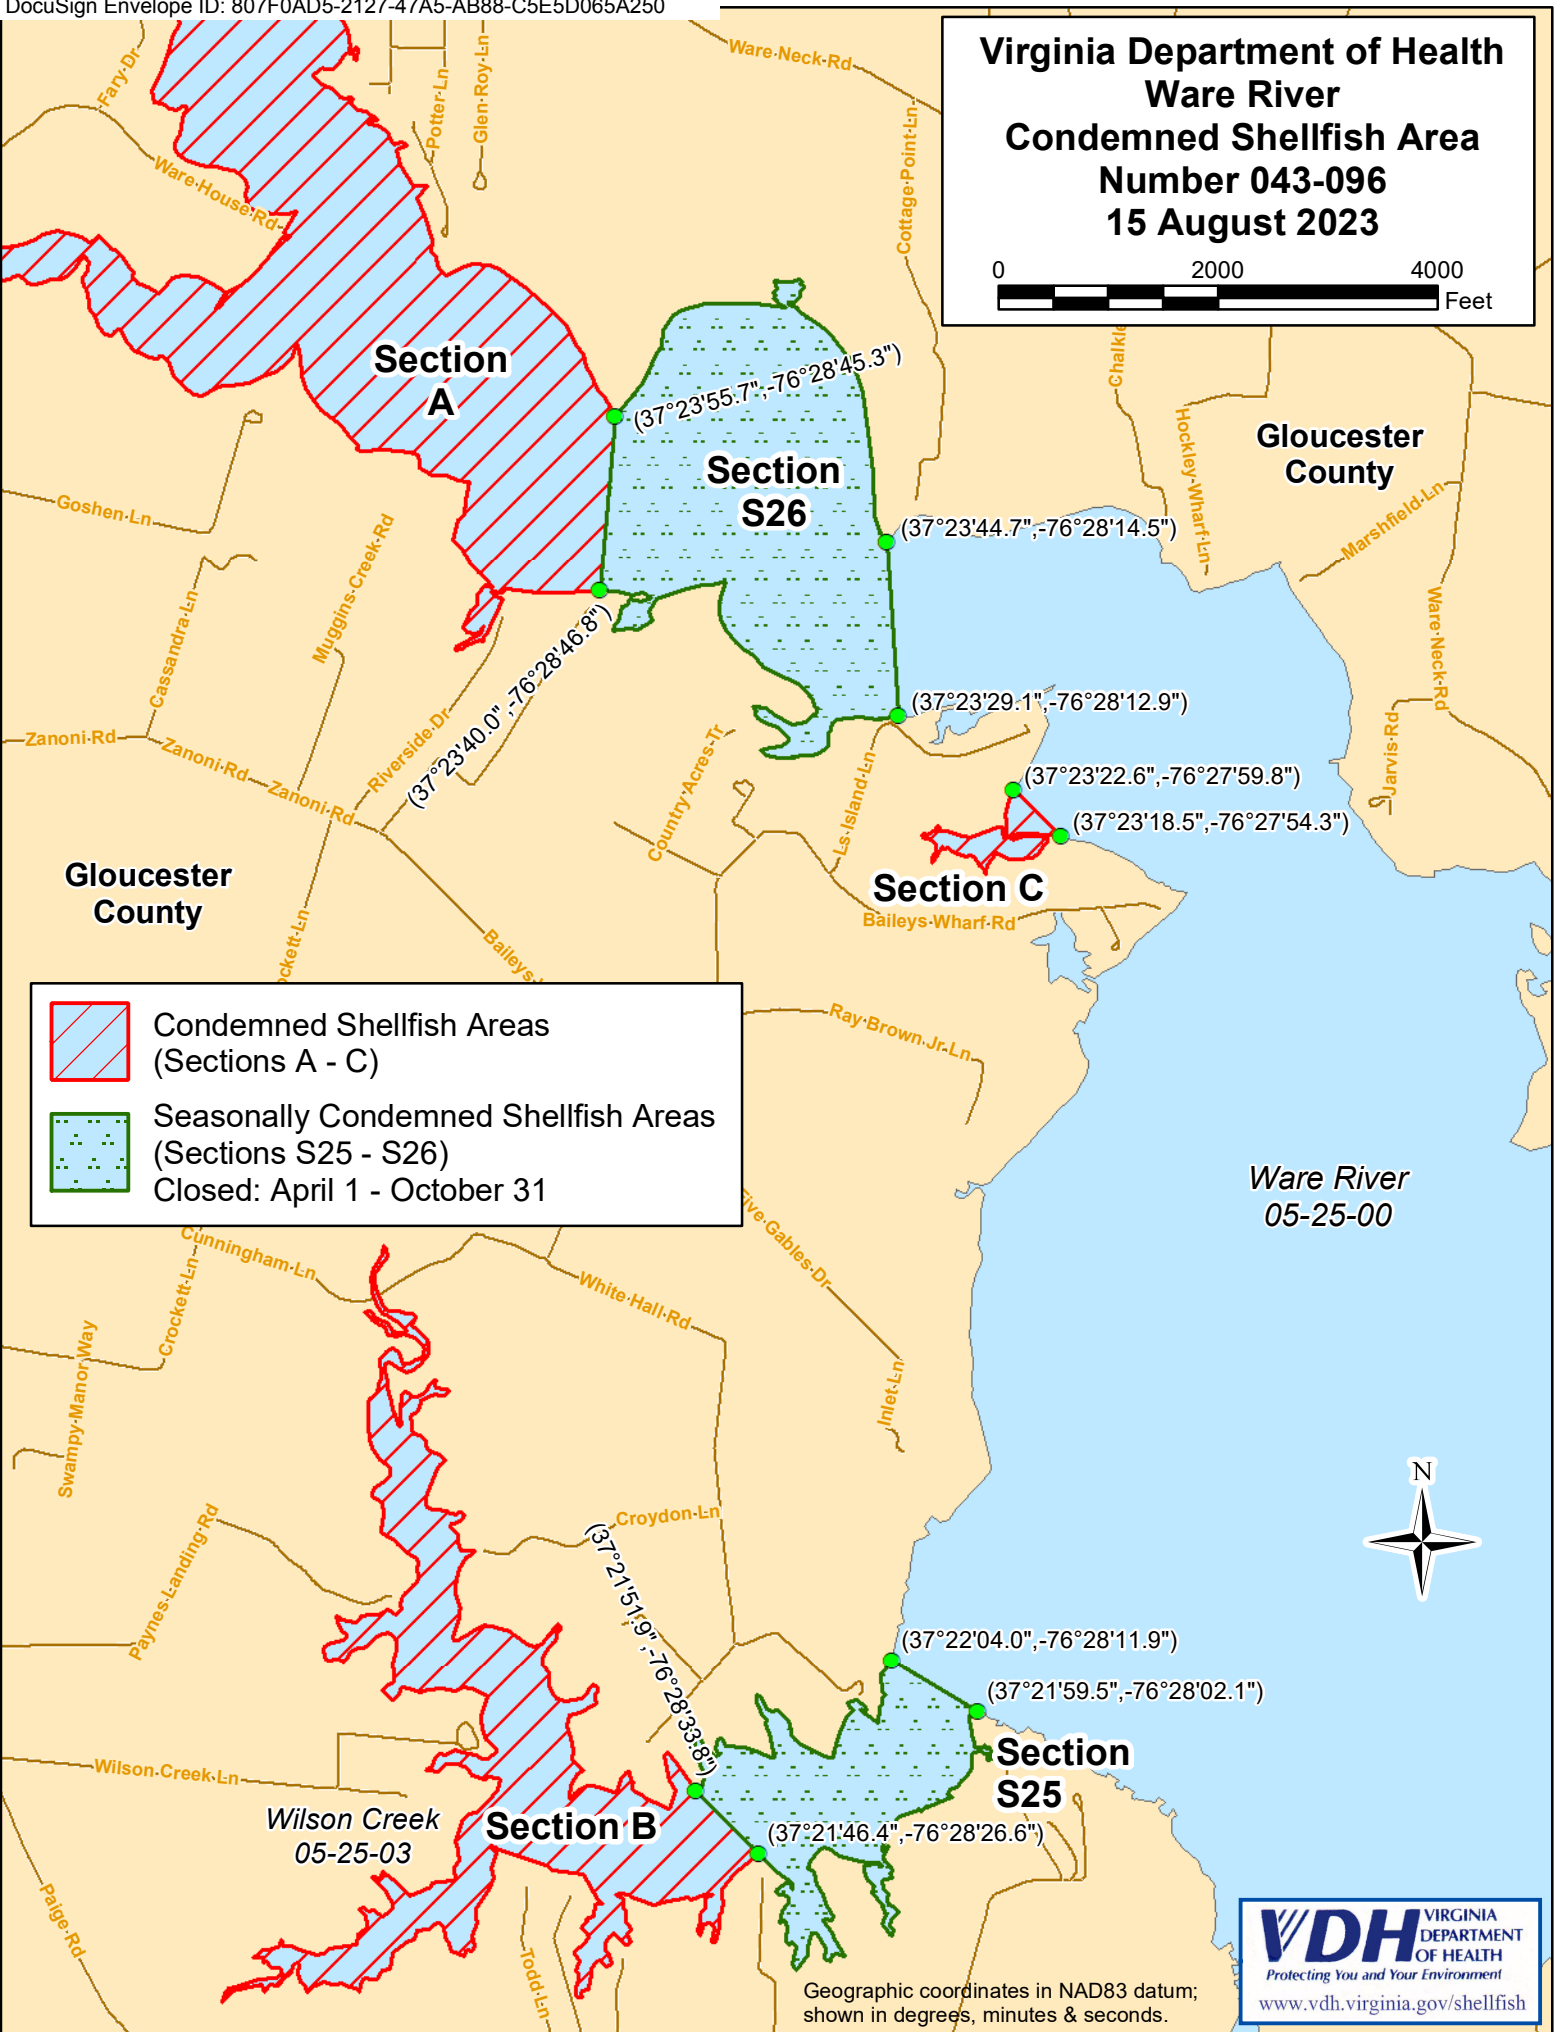 DocuSign Envelope ID: 807F0AD5-2127-47A5-AB88-C5E5D065A250
Virginia Department of Health
Ware River
Condemned Shellfish Area
Number 043-096
15 August 2023
0 2000 4000
Feet
Fary Dr
Potter Ln
Glen Roy Ln
Ware Neck Rd
Cottage Point Ln
Ware House Rd
Section
A
(37°23'55.7",-76°28'45.3")
Section
S26
Hockley Wharf Ln
Gloucester
County
Marshfield Ln
Goshen Ln
Muggins Creek Rd
(37°23'44.7",-76°28'14.5")
Cassandra Ln
(37°23'40.0",-76°28'46.8")
Ware Neck Rd
(37°23'29.1",-76°28'12.9")
Zanoni Rd
Zanoni Rd
Zanoni Rd
Riverside Dr
Country Acres Tr
Ls Island Ln
Jarvis Rd
(37°23'22.6",-76°27'59.8")
(37°23'18.5",-76°27'54.3")
Gloucester
County
Section C
Baileys Wharf Rd
ockett Ln
Baileys
Condemned Shellfish Areas
(Sections A - C)
Seasonally Condemned Shellfish Areas
(Sections S25 - S26)
Closed: April 1 - October 31
Ray Brown Jr Ln
Ware River
05-25-00
Five Gables Dr
Cunningham Ln
Crockett Ln
White Hall Rd
Swampy Manor Way
Inlet Ln
N
Croydon Ln
(37°21'51.9",-76°28'33.8")
Paynes Landing Rd
(37°22'04.0",-76°28'11.9")
(37°21'59.5",-76°28'02.1")
Section
S25
Wilson Creek Ln
Wilson Creek
05-25-03
Section B
(37°21'46.4",-76°28'26.6")
Paige Rd
Todd Ln
Geographic coordinates in NAD83 datum;
shown in degrees, minutes & seconds.
VDH VIRGINIA
DEPARTMENT
OF HEALTH
Protecting You and Your Environment
www.vdh.virginia.gov/shellfish